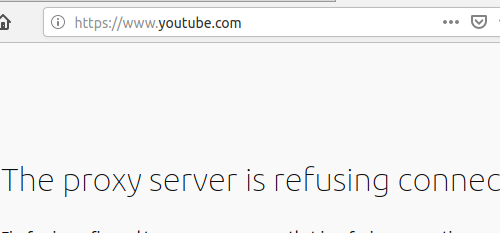 https://www.youtube.com
The proxy server is refusing connec